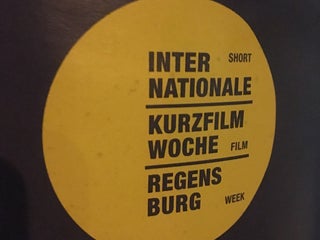 INTER SHORT
NATIONALE
KURZFILM
WOCHE FILM
REGENS
BURG WEEK